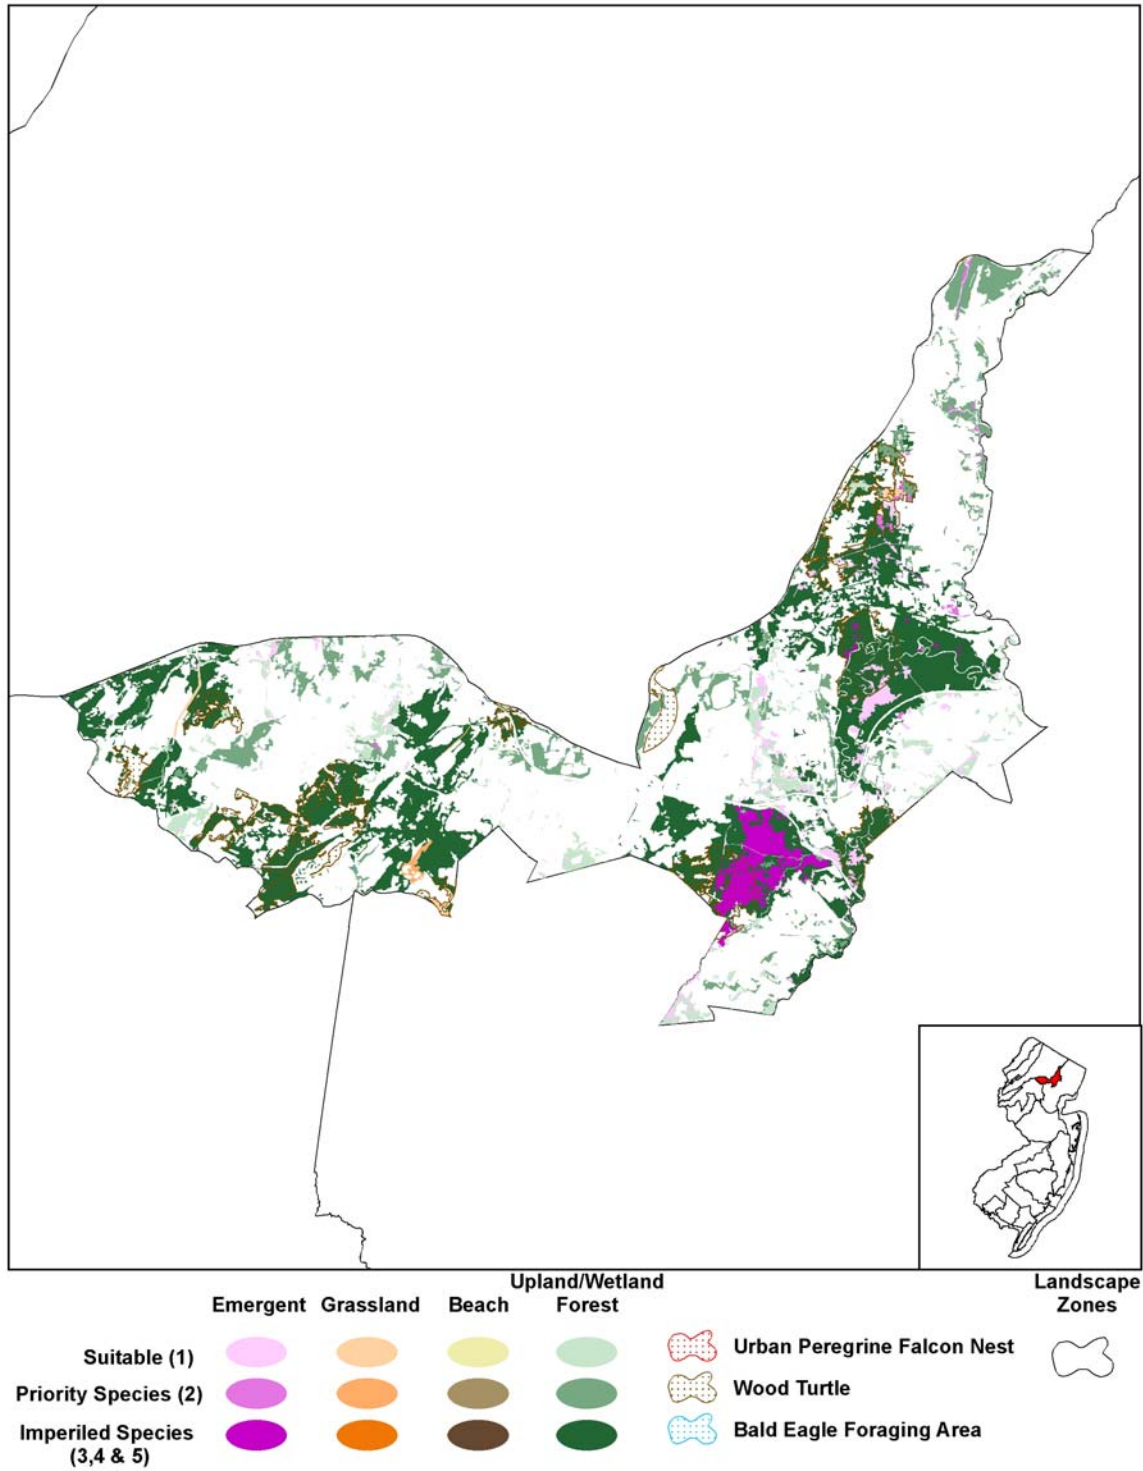 Upland/Wetland Landscape
Emergent Grassland Beach Forest Zones
Suitable (1)
Priority Species (2)
Imperiled Species
(3,4 & 5)
Urban Peregrine Falcon Nest
Wood Turtle
Bald Eagle Foraging Area